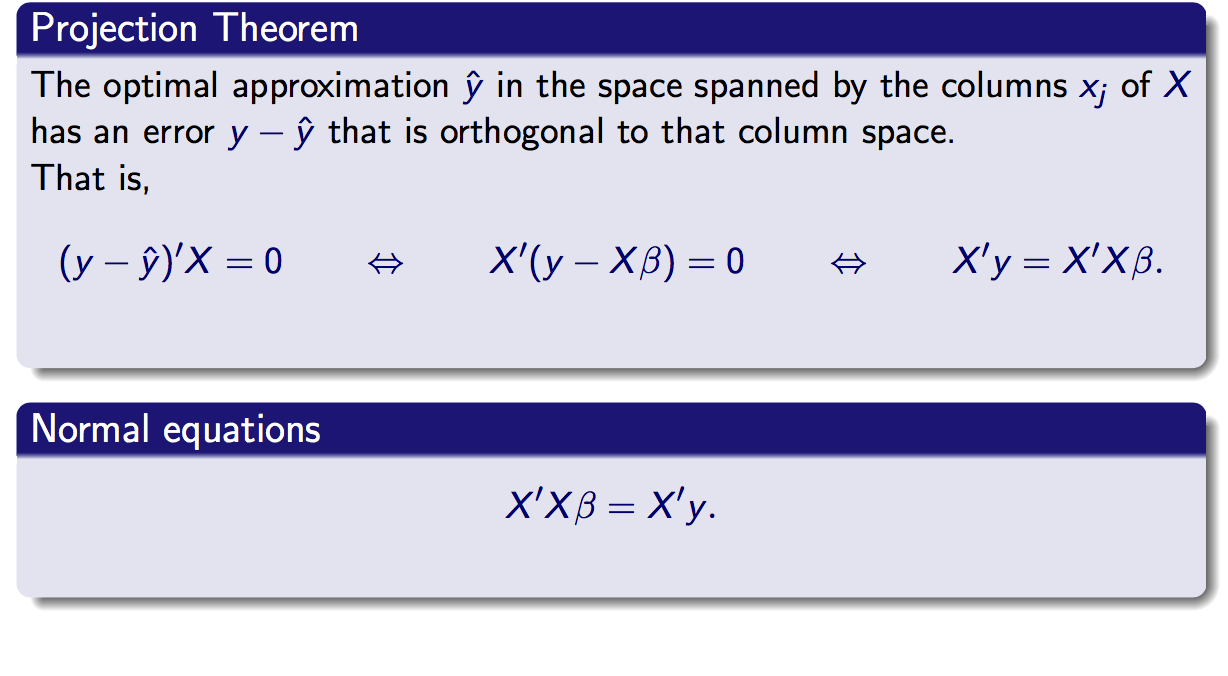 Projection Theorem
The optimal approximation ŷ in the space spanned by the columns xⱼ of X
has an error y − ŷ that is orthogonal to that column space.
That is,
(y − ŷ)′X = 0 ⇔ X′(y − Xβ) = 0 ⇔ X′y = X′Xβ.
Normal equations
X′Xβ = X′y.